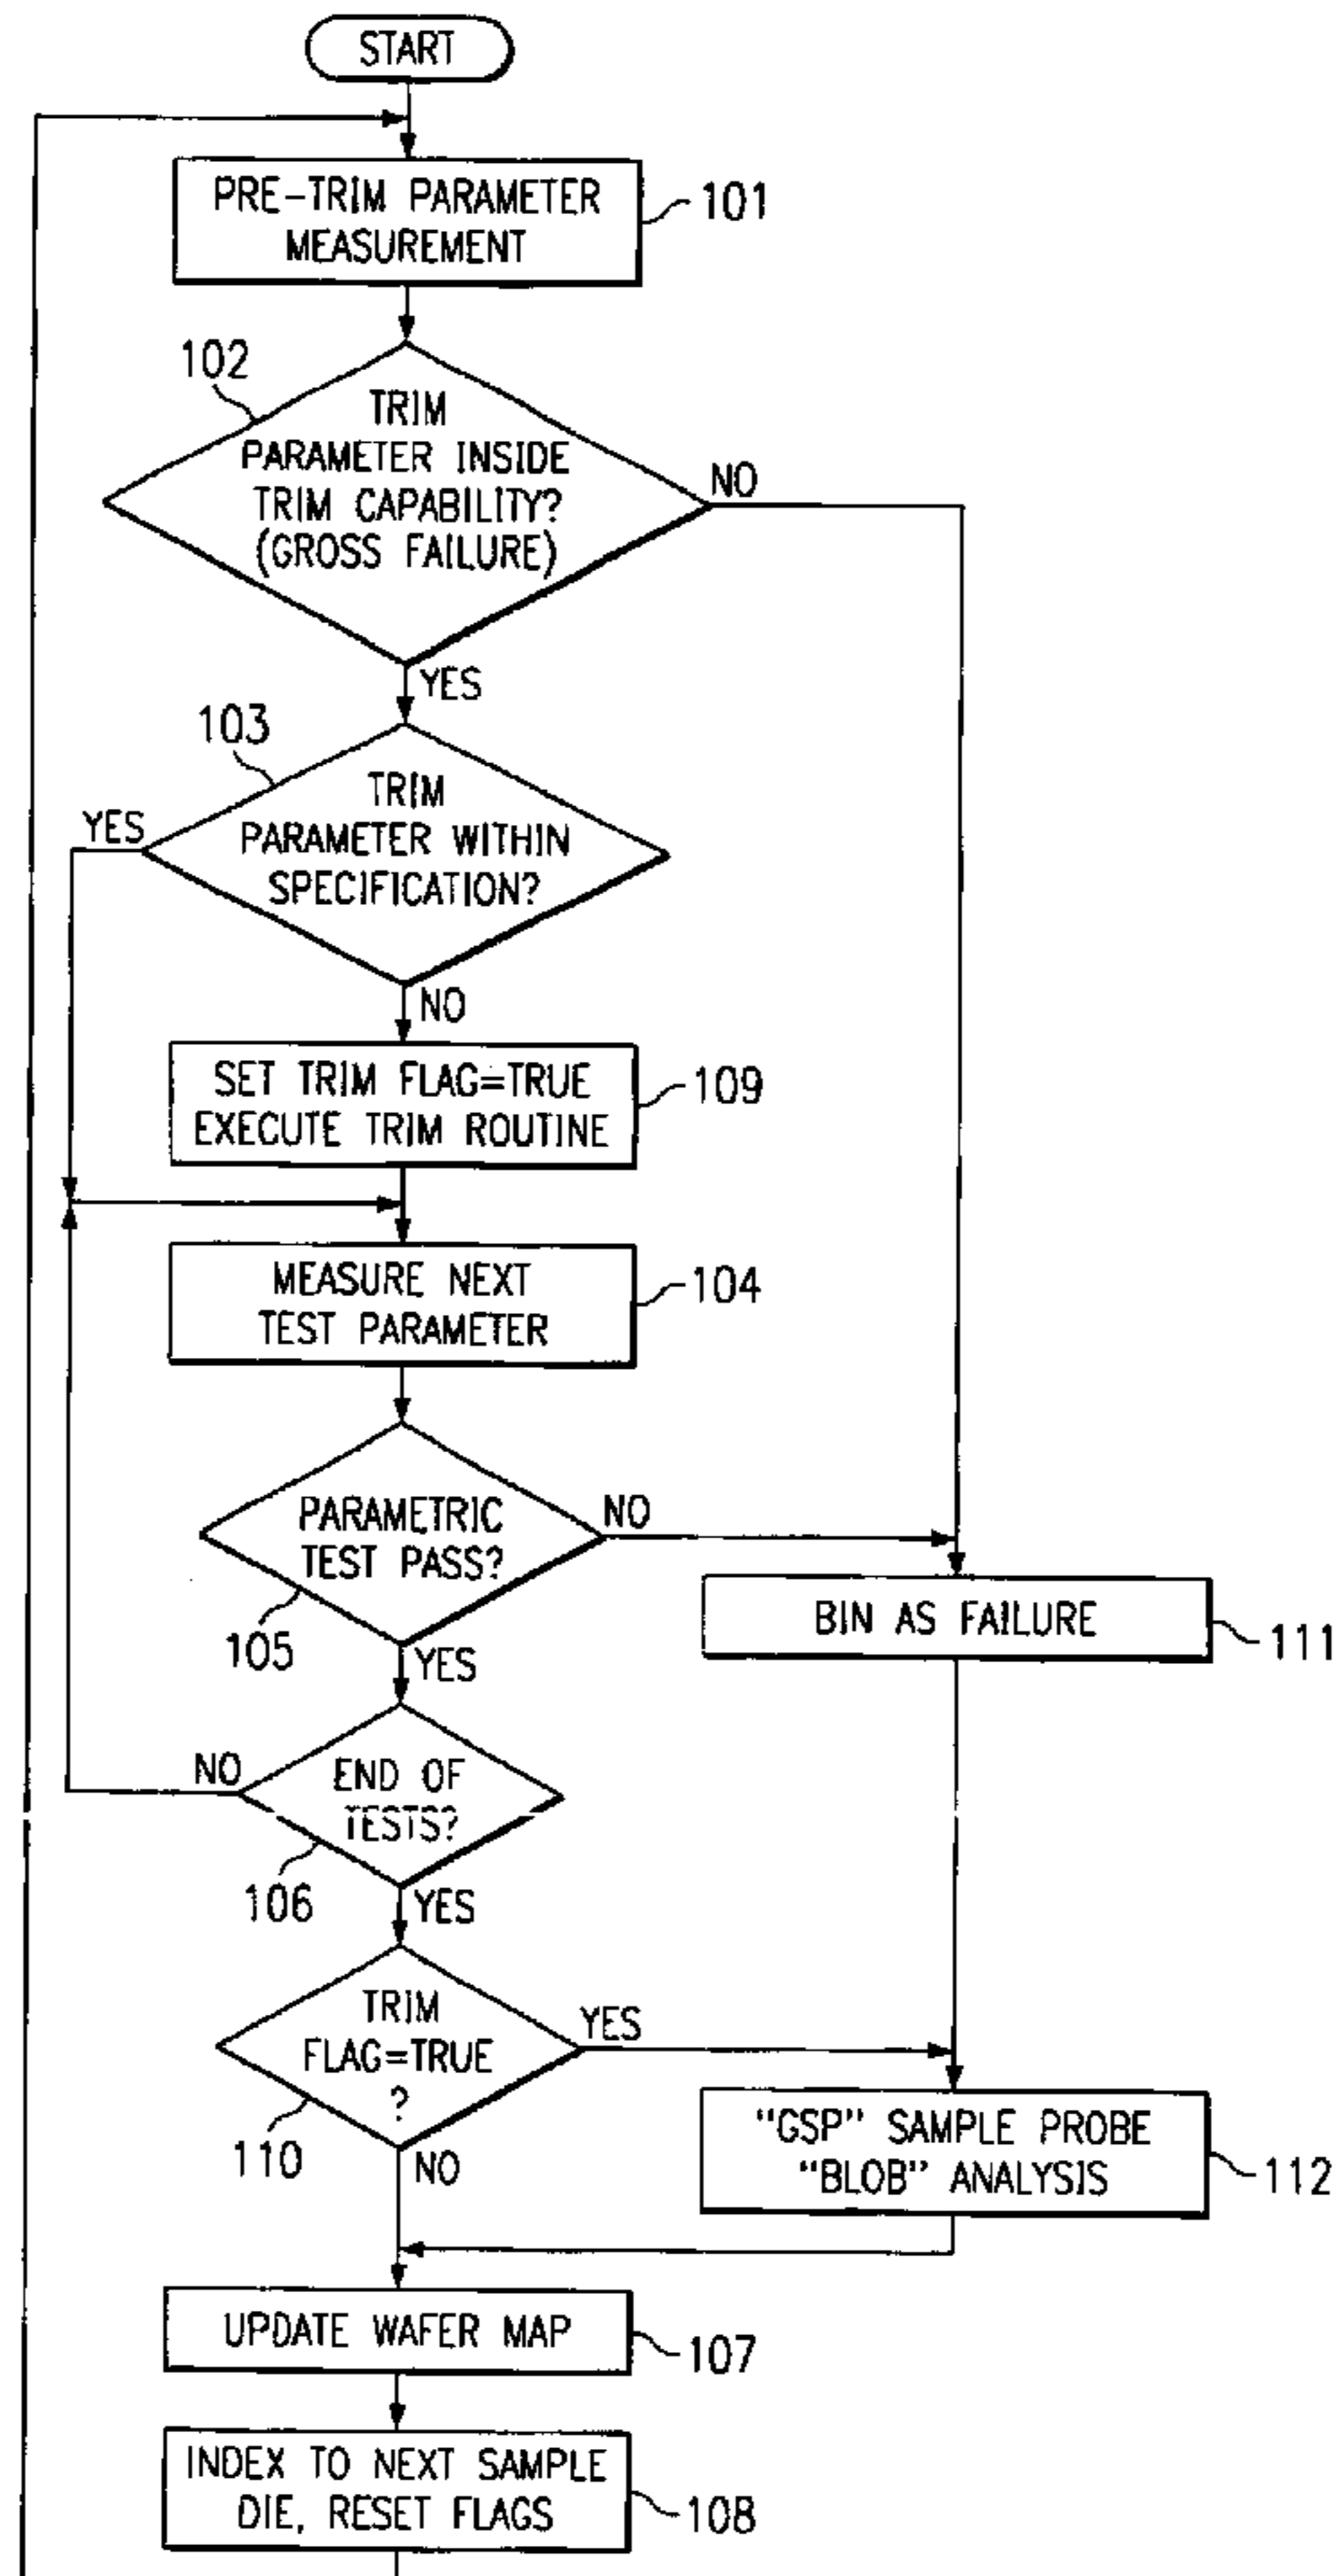 START
PRE-TRIM PARAMETER
MEASUREMENT
101
102
TRIM
PARAMETER INSIDE
TRIM CAPABILITY?
(GROSS FAILURE)
NO
YES
103
TRIM
PARAMETER WITHIN
SPECIFICATION?
YES
NO
SET TRIM FLAG=TRUE
EXECUTE TRIM ROUTINE
109
MEASURE NEXT
TEST PARAMETER
104
PARAMETRIC
TEST PASS?
NO
105
YES
BIN AS FAILURE
111
END OF
TESTS?
NO
106
YES
TRIM
FLAG=TRUE
?
YES
110
NO
"GSP" SAMPLE PROBE
"BLOB" ANALYSIS
112
UPDATE WAFER MAP
107
INDEX TO NEXT SAMPLE
DIE, RESET FLAGS
108